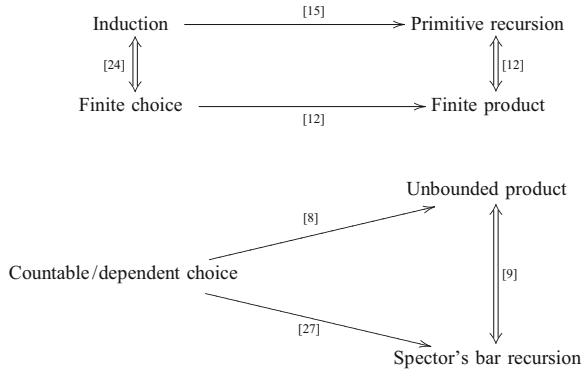 [15]
Induction Primitive recursion
[24] [12]
Finite choice Finite product
[12]
Unbounded product
[8]
Countable/dependent choice [9]
[27]
Spector's bar recursion